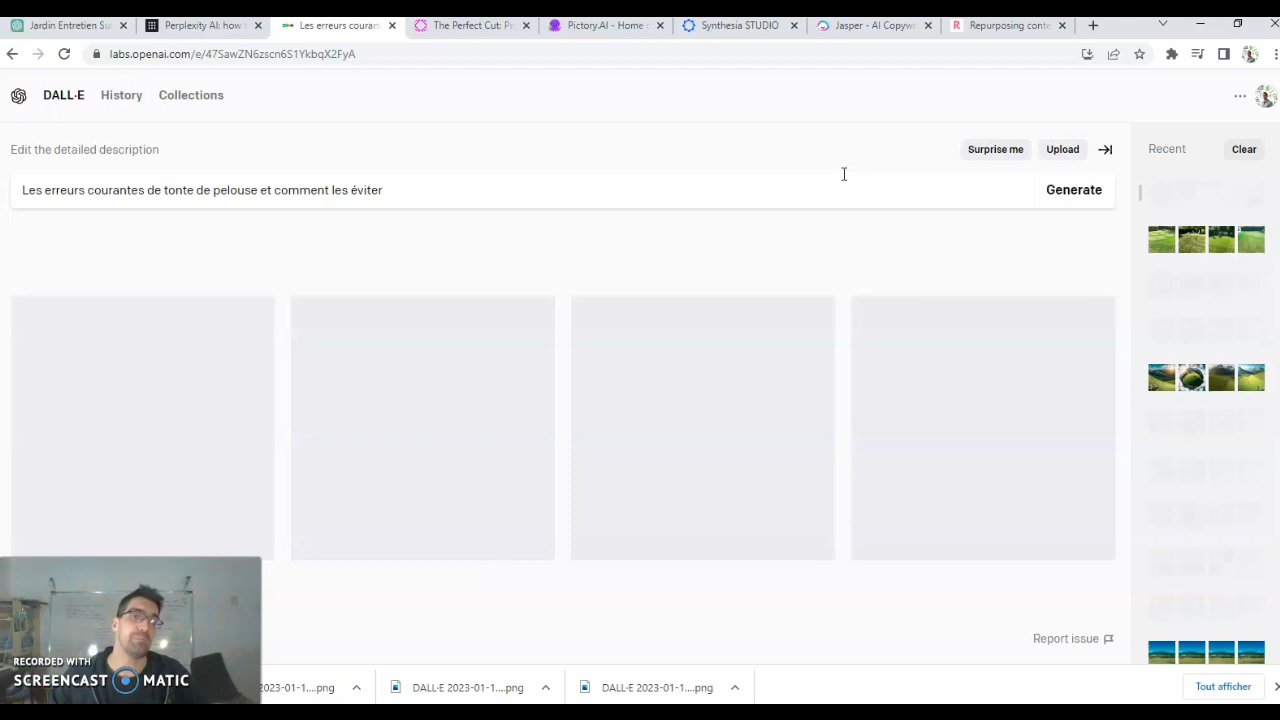 Jardin Entretien Su
Perplexity AI: how
Les erreurs couran
The Perfect Cut: Pr
Pictory.AI - Home
Synthesia STUDIO
Jasper - AI Copyw
Repurposing conte
labs.openai.com/e/47SawZN6zscn6S1YkbqX2FyA
DALL·E History Collections
Edit the detailed description
Surprise me
Upload
Recent
Clear
Les erreurs courantes de tonte de pelouse et comment les éviter
Generate
Report issue
RECORDED WITH
SCREENCAST MATIC
2023-01-1....png
DALL·E 2023-01-1....png
DALL·E 2023-01-1....png
Tout afficher